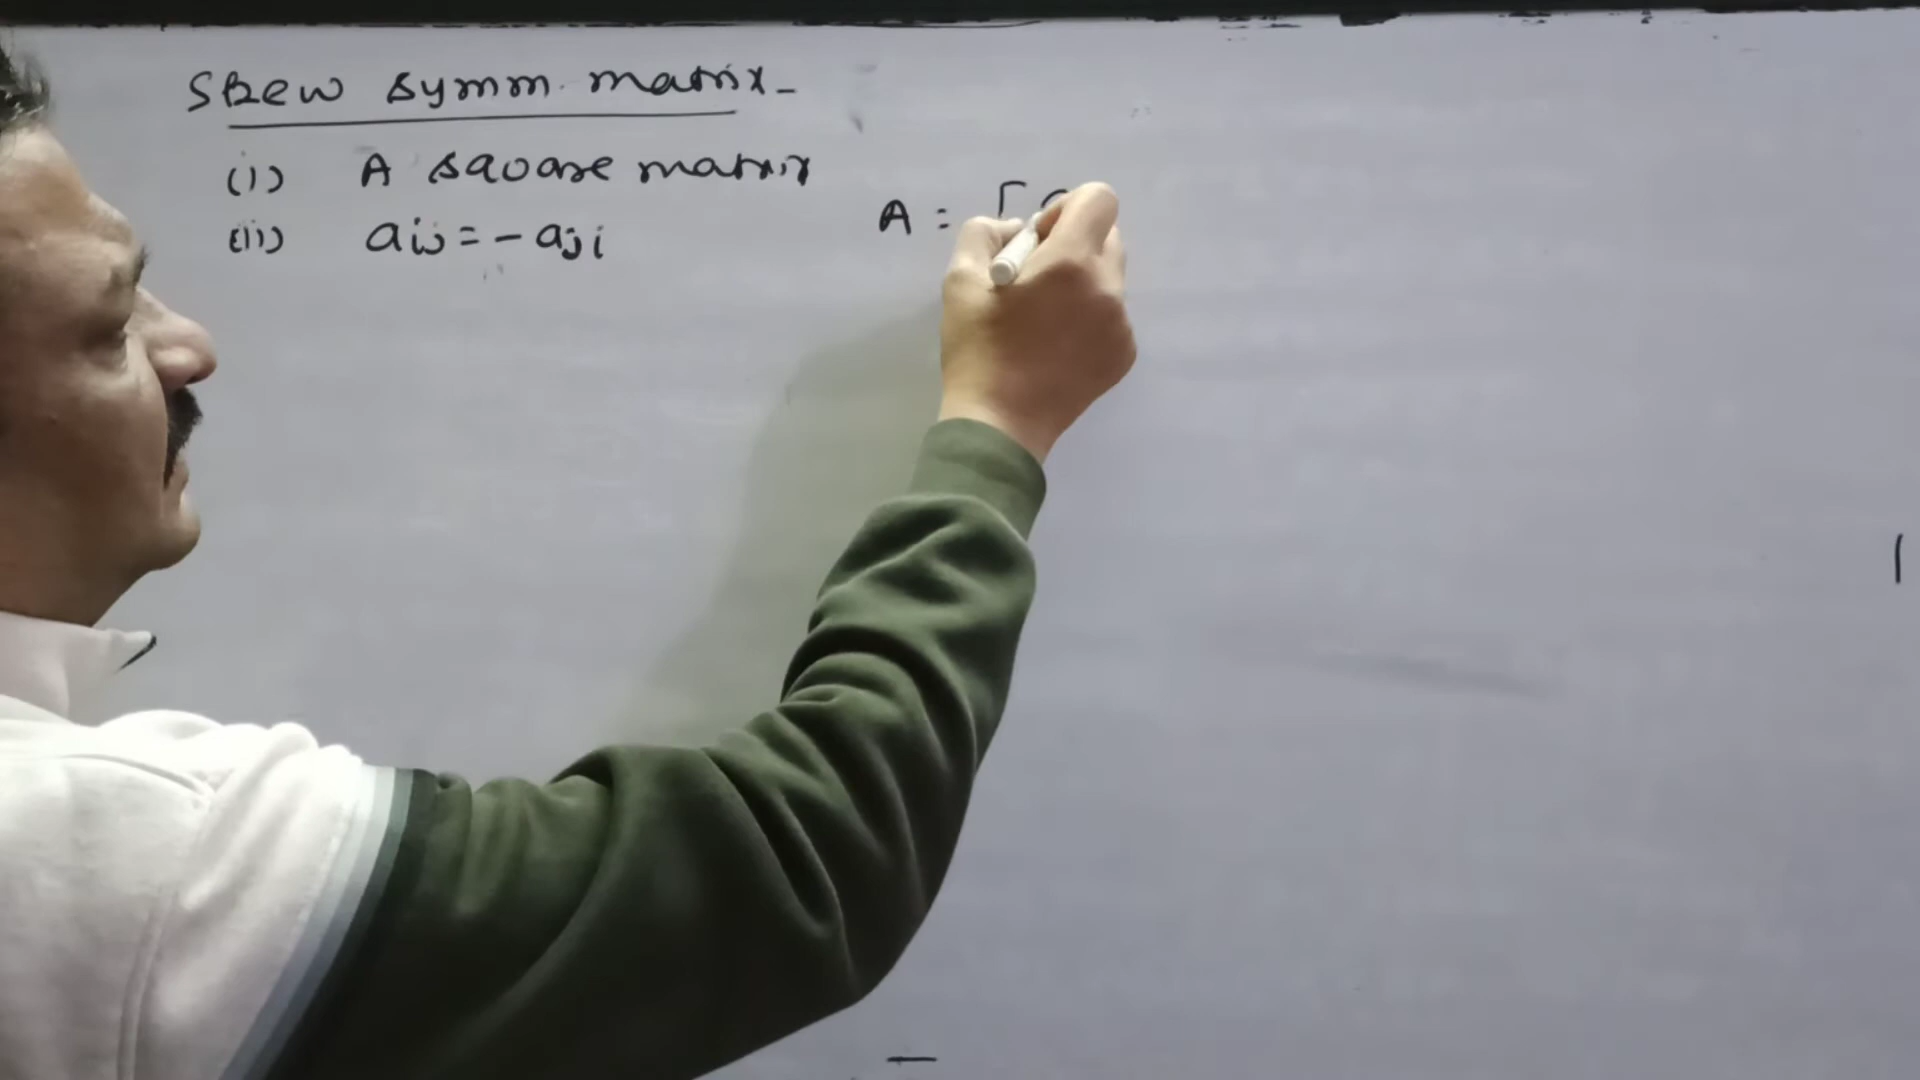 Skew symm. matrix-
(i) A square matrix
(ii) aij = - aji
A = [